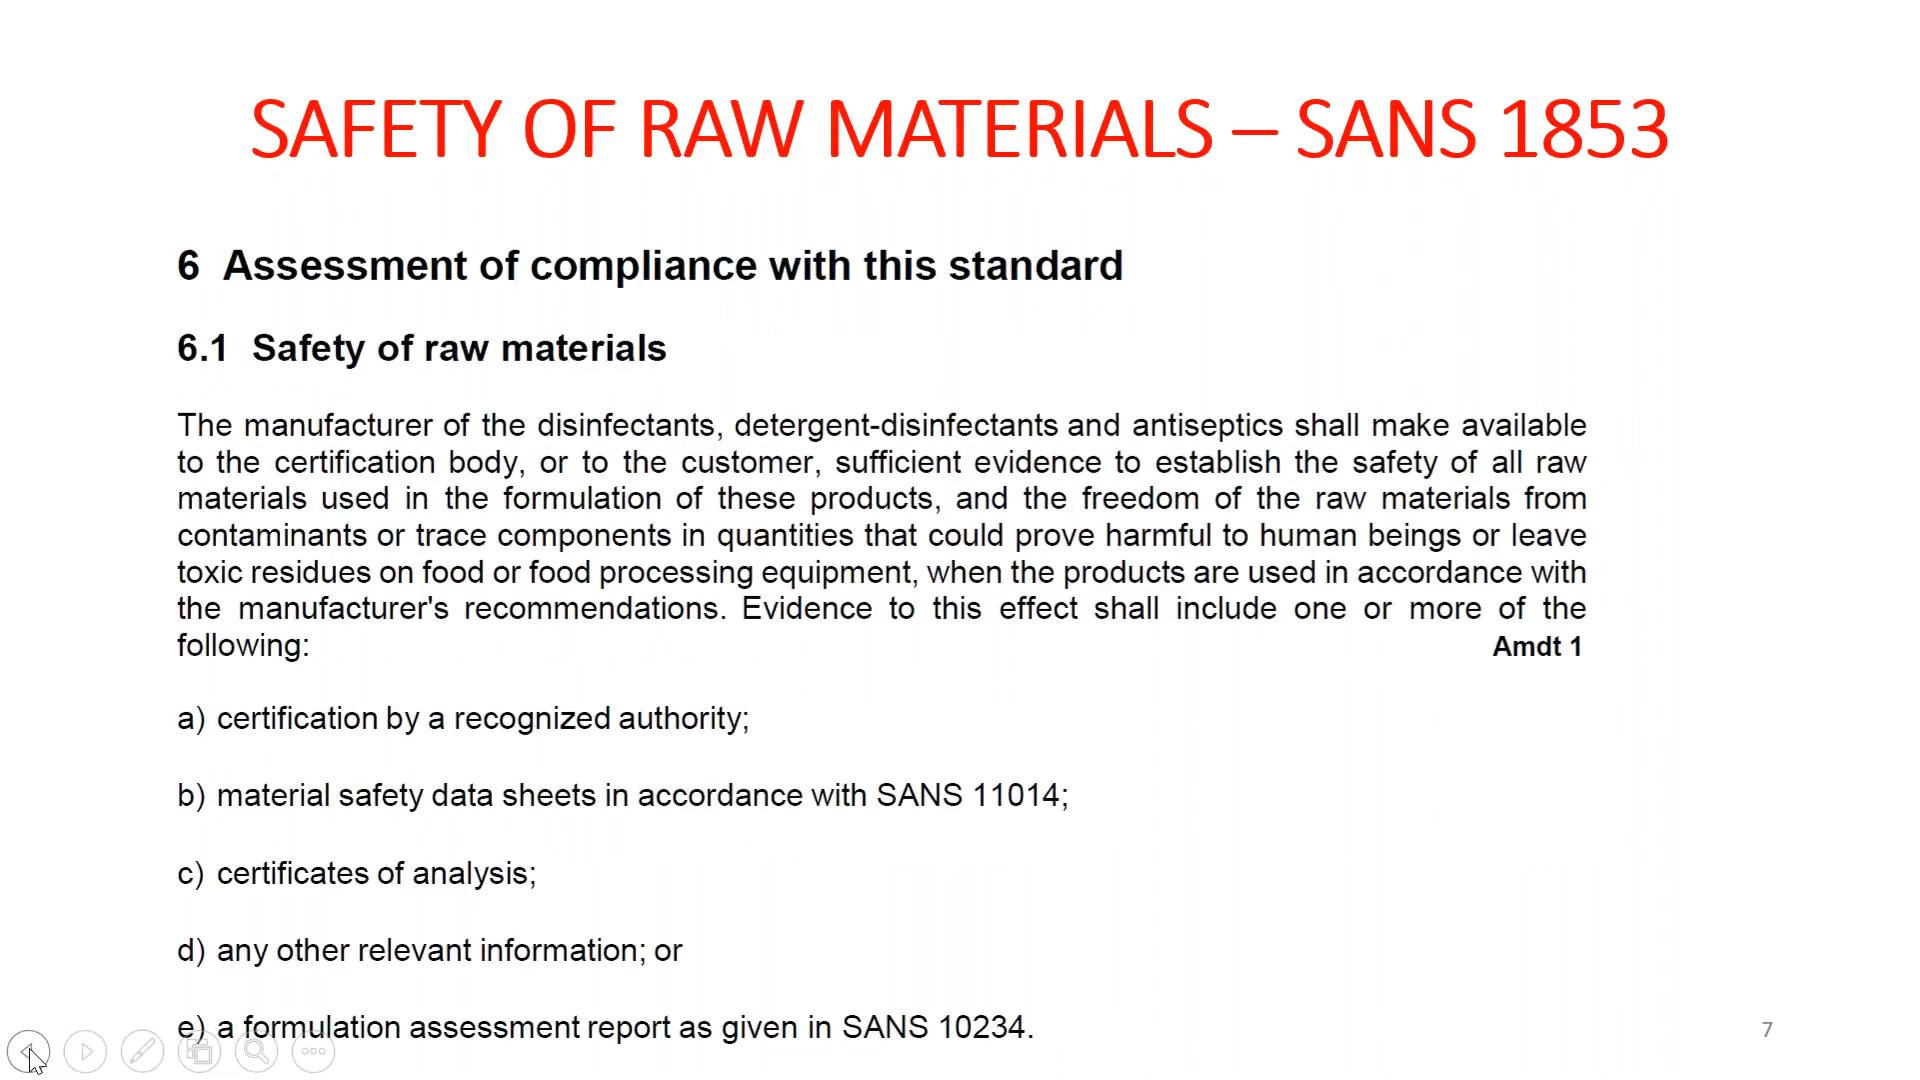 SAFETY OF RAW MATERIALS – SANS 1853
6 Assessment of compliance with this standard
6.1 Safety of raw materials
The manufacturer of the disinfectants, detergent-disinfectants and antiseptics shall make available
to the certification body, or to the customer, sufficient evidence to establish the safety of all raw
materials used in the formulation of these products, and the freedom of the raw materials from
contaminants or trace components in quantities that could prove harmful to human beings or leave
toxic residues on food or food processing equipment, when the products are used in accordance with
the manufacturer's recommendations. Evidence to this effect shall include one or more of the
following: Amdt 1
a) certification by a recognized authority;
b) material safety data sheets in accordance with SANS 11014;
c) certificates of analysis;
d) any other relevant information; or
e) a formulation assessment report as given in SANS 10234.
7